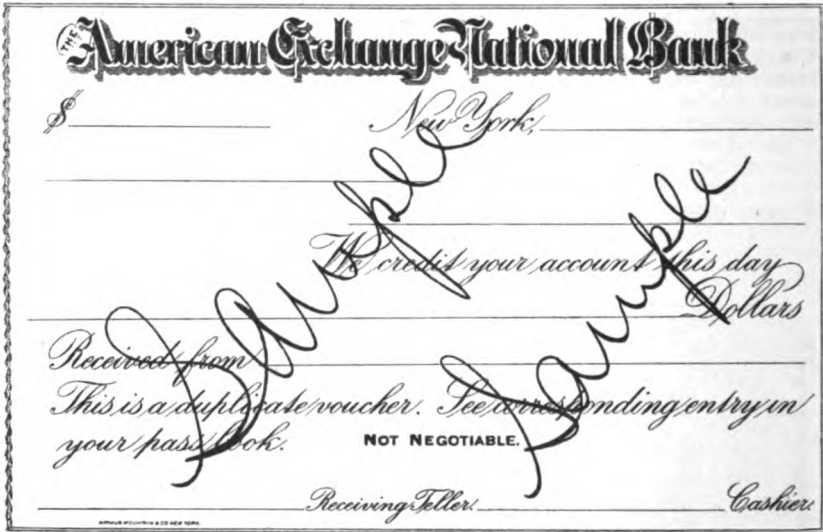 THE American Exchange National Bank
$ New York,
We credit your account this day
Dollars
Received from
This is a duplicate voucher. See corresponding entry in
your pass book. NOT NEGOTIABLE.
Receiving Teller. Cashier.
Sample
Sample